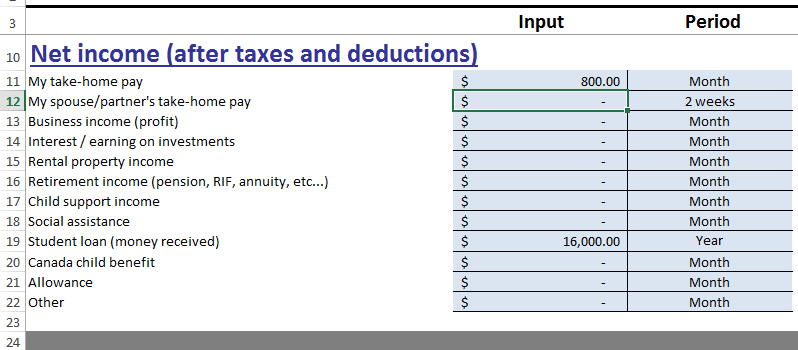 3 Input Period
10 Net income (after taxes and deductions)
11 My take-home pay $ 800.00 Month
12 My spouse/partner's take-home pay $ - 2 weeks
13 Business income (profit) $ - Month
14 Interest / earning on investments $ - Month
15 Rental property income $ - Month
16 Retirement income (pension, RIF, annuity, etc...) $ - Month
17 Child support income $ - Month
18 Social assistance $ - Month
19 Student loan (money received) $ 16,000.00 Year
20 Canada child benefit $ - Month
21 Allowance $ - Month
22 Other $ - Month
23
24